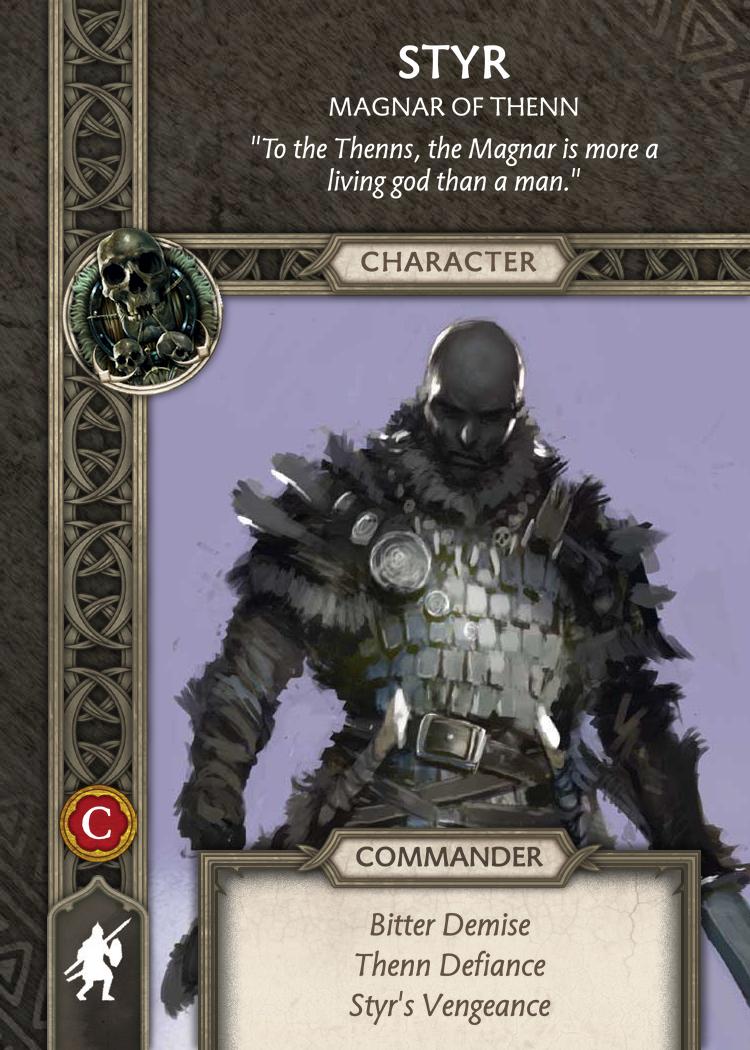 STYR
MAGNAR OF THENN
"To the Thenns, the Magnar is more a
living god than a man."
CHARACTER
C
COMMANDER
Bitter Demise
Thenn Defiance
Styr's Vengeance